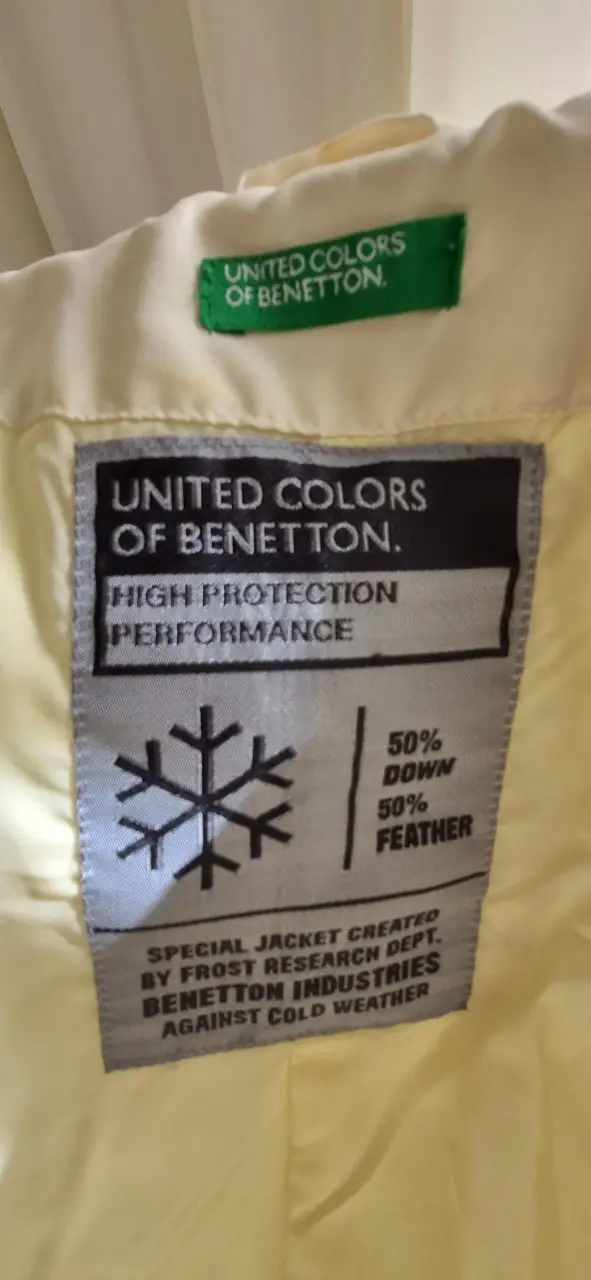 UNITED COLORS
OF BENETTON.
UNITED COLORS
OF BENETTON.
HIGH PROTECTION
PERFORMANCE
50%
DOWN
50%
FEATHER
SPECIAL JACKET CREATED
BY FROST RESEARCH DEPT.
BENETTON INDUSTRIES
AGAINST COLD WEATHER